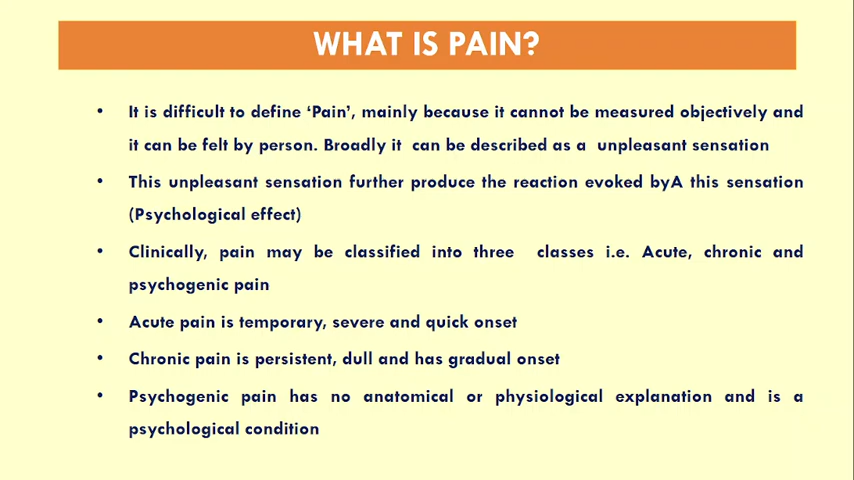 WHAT IS PAIN?
• It is difficult to define ‘Pain’, mainly because it cannot be measured objectively and
it can be felt by person. Broadly it can be described as a unpleasant sensation
• This unpleasant sensation further produce the reaction evoked byA this sensation
(Psychological effect)
• Clinically, pain may be classified into three classes i.e. Acute, chronic and
psychogenic pain
• Acute pain is temporary, severe and quick onset
• Chronic pain is persistent, dull and has gradual onset
• Psychogenic pain has no anatomical or physiological explanation and is a
psychological condition